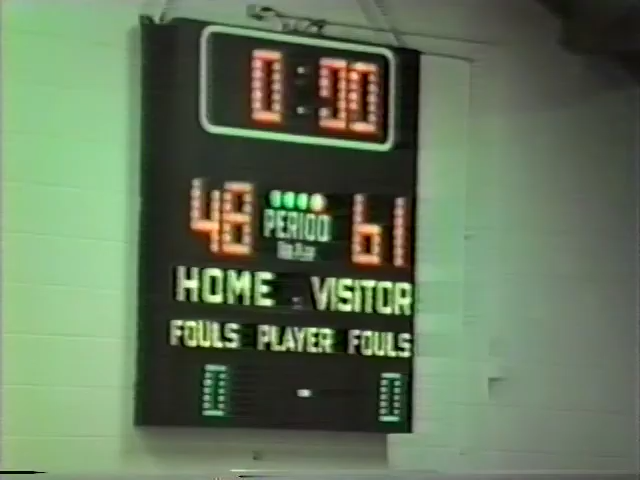 0:00
48 61
PERIOD
HOME VISITOR
FOULS PLAYER FOULS
0 0